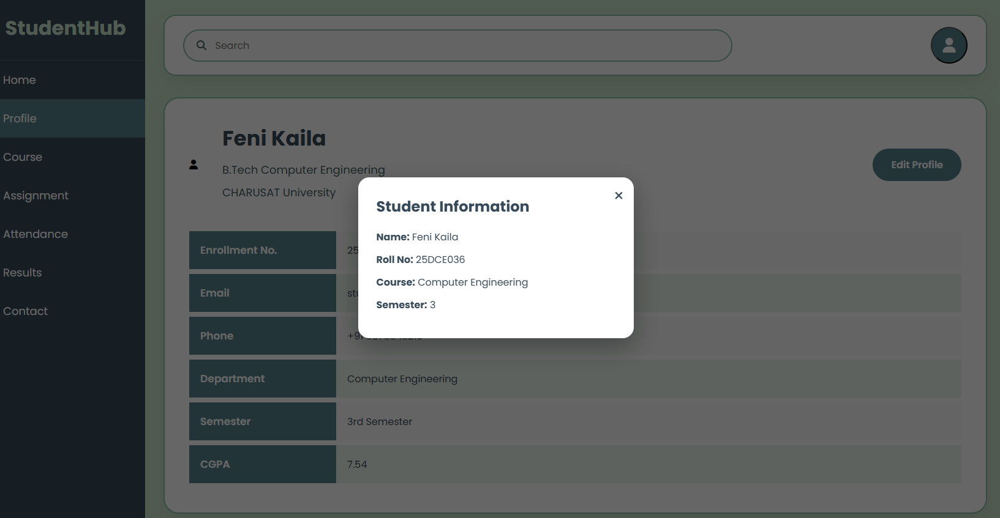 StudentHub
Search
Home
Profile
Course
Assignment
Attendance
Results
Contact
Feni Kaila
B.Tech Computer Engineering
CHARUSAT University
Edit Profile
Student Information
Name: Feni Kaila
Roll No: 25DCE036
Course: Computer Engineering
Semester: 3
Enrollment No. 25
Email
Phone +91
Department Computer Engineering
Semester 3rd Semester
CGPA 7.54